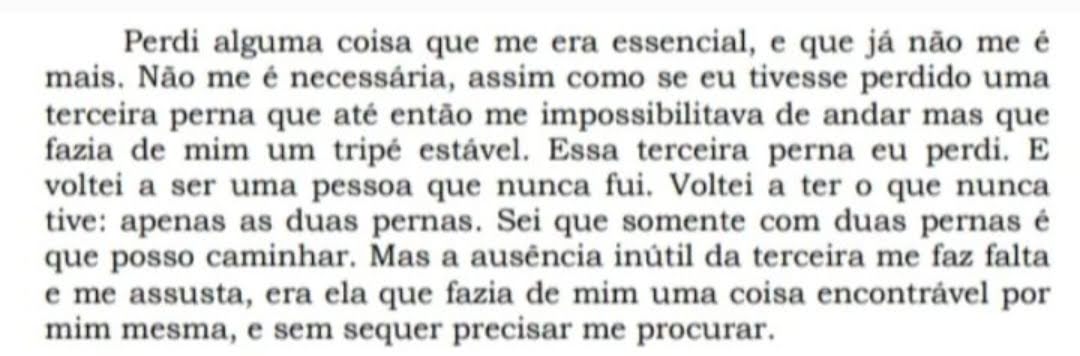 Perdi alguma coisa que me era essencial, e que já não me é
mais. Não me é necessária, assim como se eu tivesse perdido uma
terceira perna que até então me impossibilitava de andar mas que
fazia de mim um tripé estável. Essa terceira perna eu perdi. E
voltei a ser uma pessoa que nunca fui. Voltei a ter o que nunca
tive: apenas as duas pernas. Sei que somente com duas pernas é
que posso caminhar. Mas a ausência inútil da terceira me faz falta
e me assusta, era ela que fazia de mim uma coisa encontrável por
mim mesma, e sem sequer precisar me procurar.